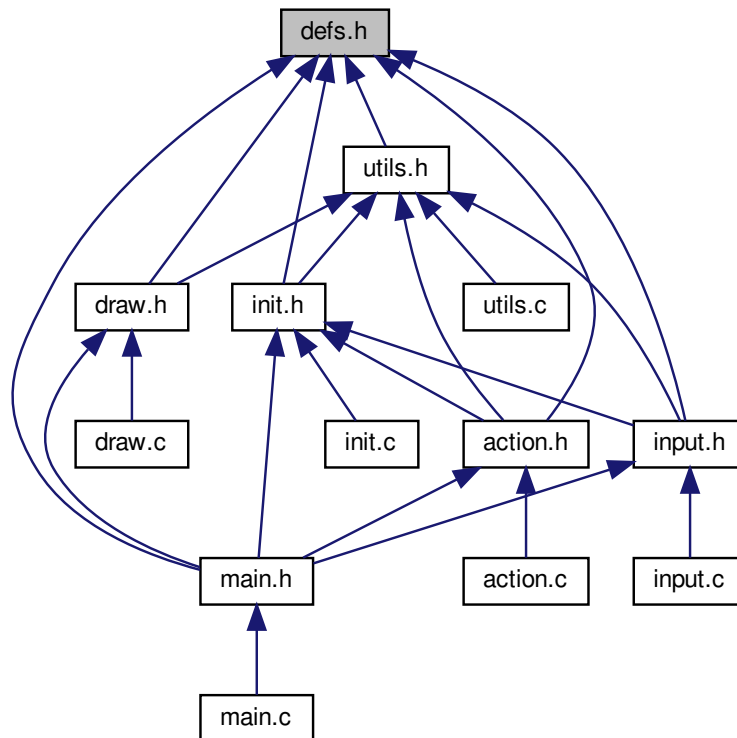 defs.h
utils.h
draw.h
init.h
utils.c
draw.c
init.c
action.h
input.h
main.h
action.c
input.c
main.c